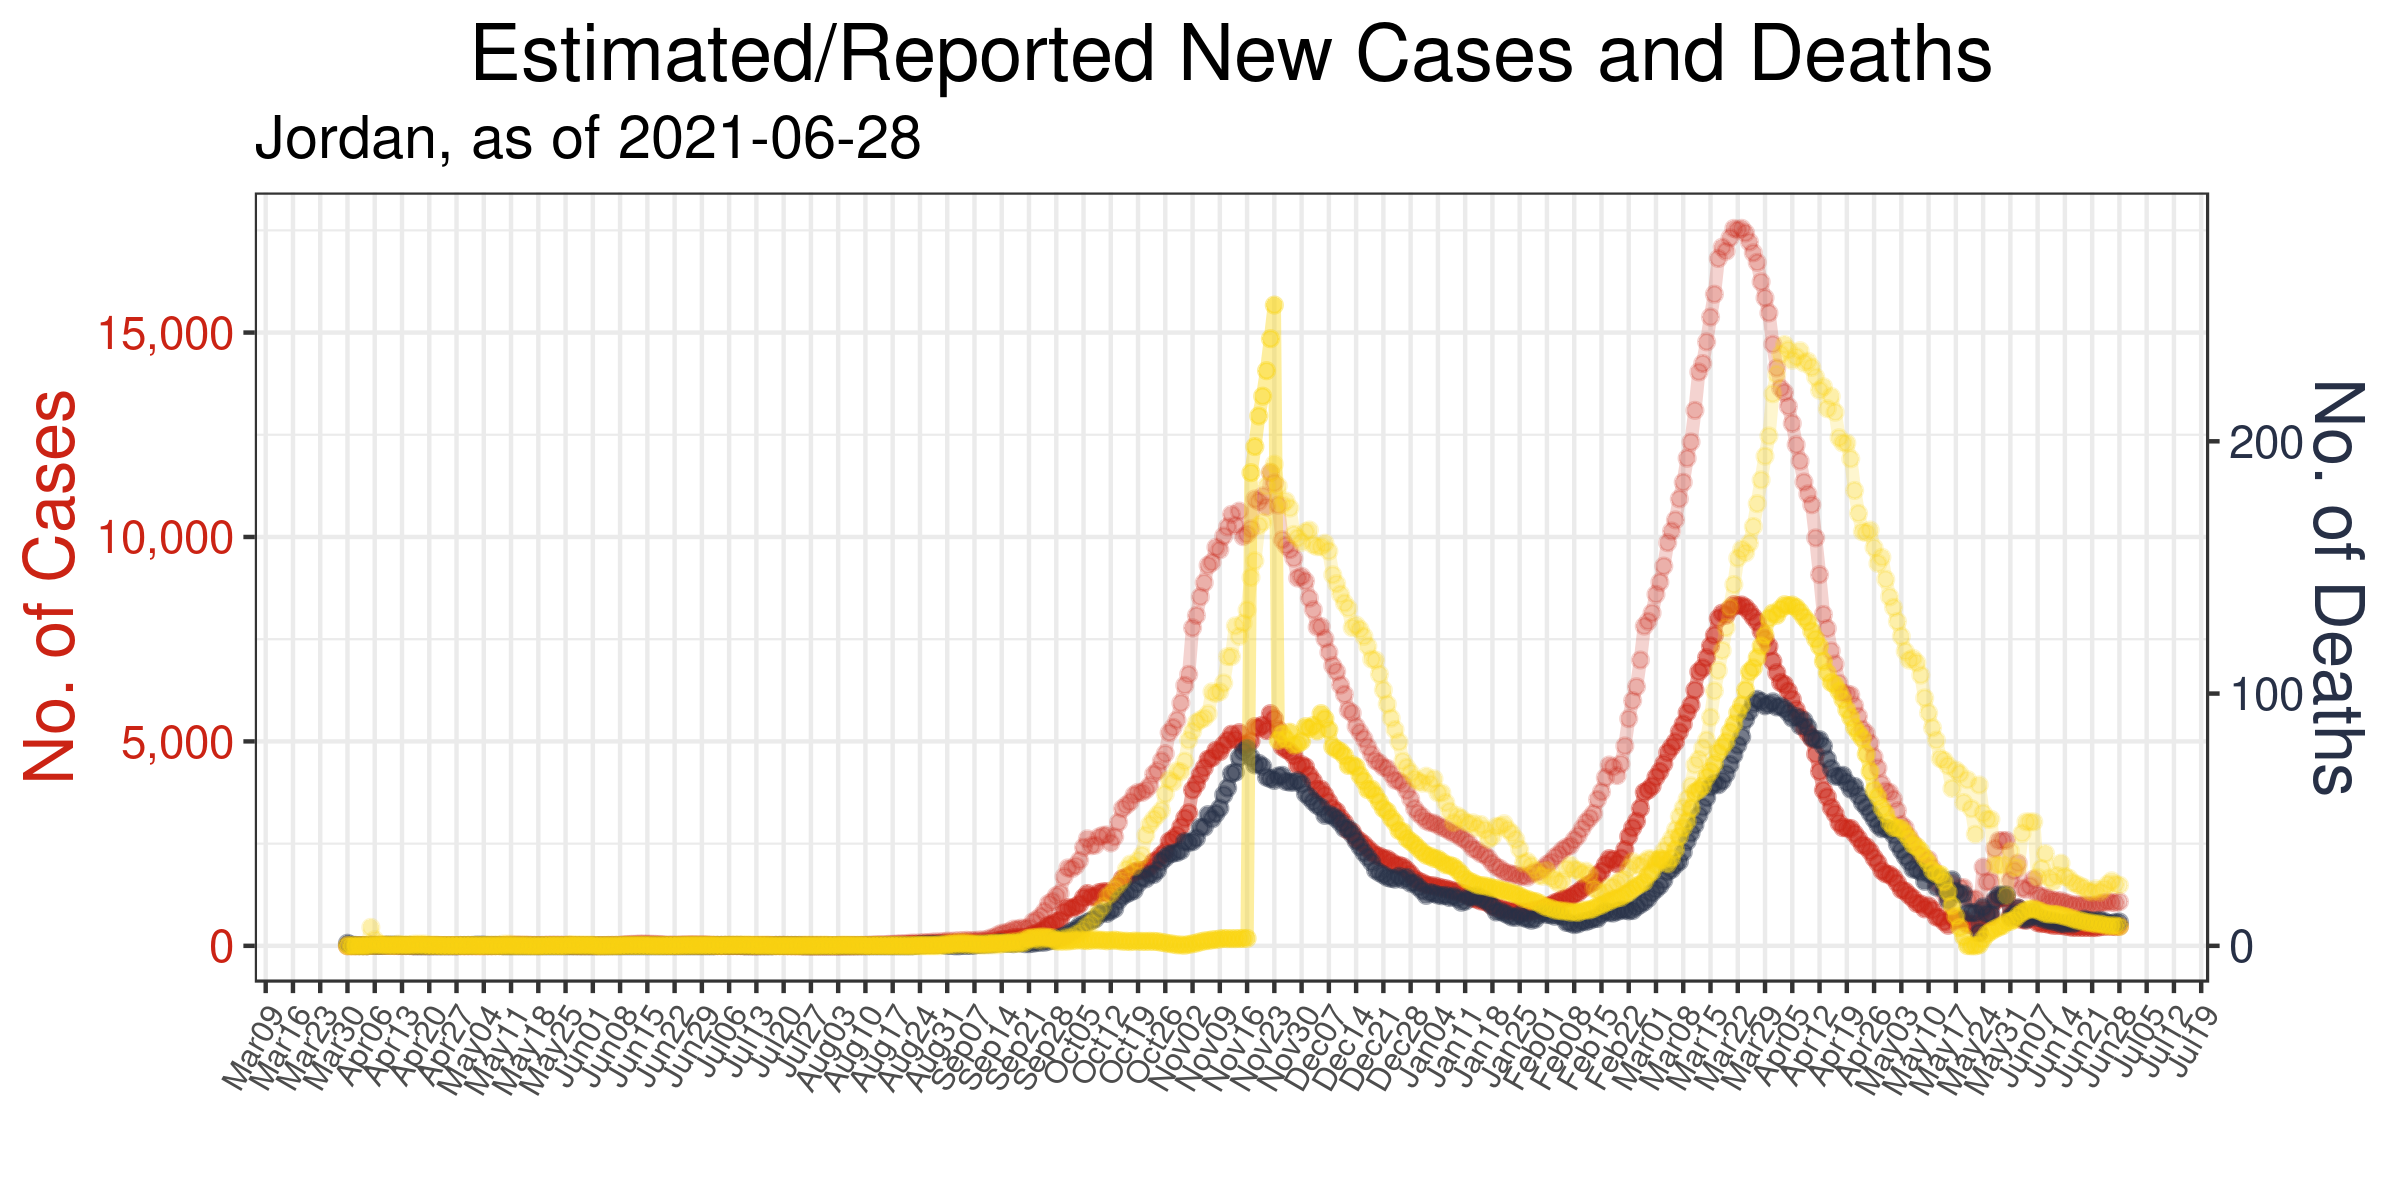 Estimated/Reported New Cases and Deaths
Jordan, as of 2021-06-28
No. of Cases
15,000
10,000
5,000
0
No. of Deaths
200
100
0
Mar09 Mar16 Mar23 Mar30 Apr06 Apr13 Apr20 Apr27 May04 May11 May18 May25 Jun01 Jun08 Jun15 Jun22 Jun29 Jul06 Jul13 Jul20 Jul27 Aug03 Aug10 Aug17 Aug24 Aug31 Sep07 Sep14 Sep21 Sep28 Oct05 Oct12 Oct19 Oct26 Nov02 Nov09 Nov16 Nov23 Nov30 Dec07 Dec14 Dec21 Dec28 Jan04 Jan11 Jan18 Jan25 Feb01 Feb08 Feb15 Feb22 Mar01 Mar08 Mar15 Mar22 Mar29 Apr05 Apr12 Apr19 Apr26 May03 May10 May17 May24 May31 Jun07 Jun14 Jun21 Jun28 Jul05 Jul12 Jul19